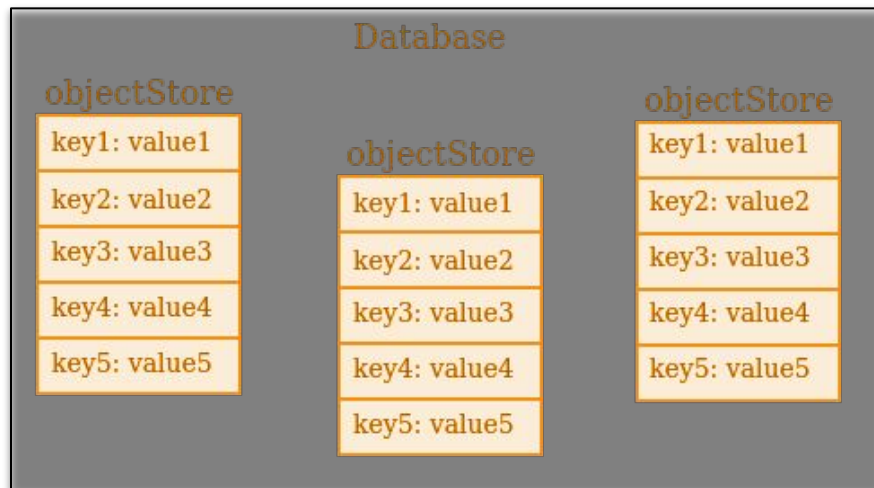 Database
objectStore
key1: value1
key2: value2
key3: value3
key4: value4
key5: value5
objectStore
key1: value1
key2: value2
key3: value3
key4: value4
key5: value5
objectStore
key1: value1
key2: value2
key3: value3
key4: value4
key5: value5